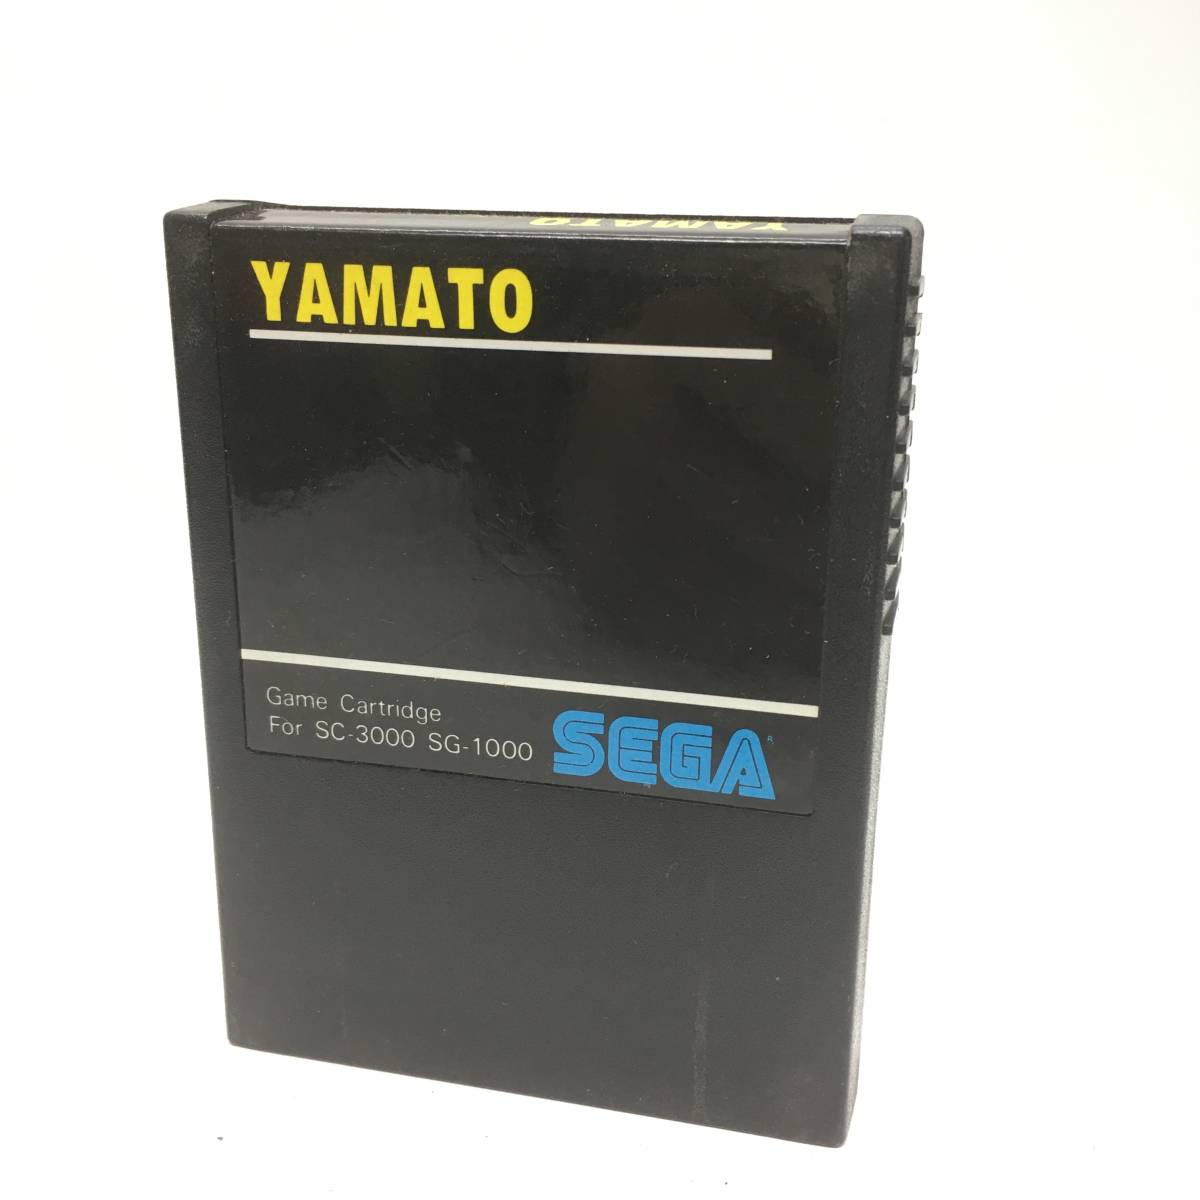 YAMATO
YAMATO
Game Cartridge
For SC-3000 SG-1000
SEGA®